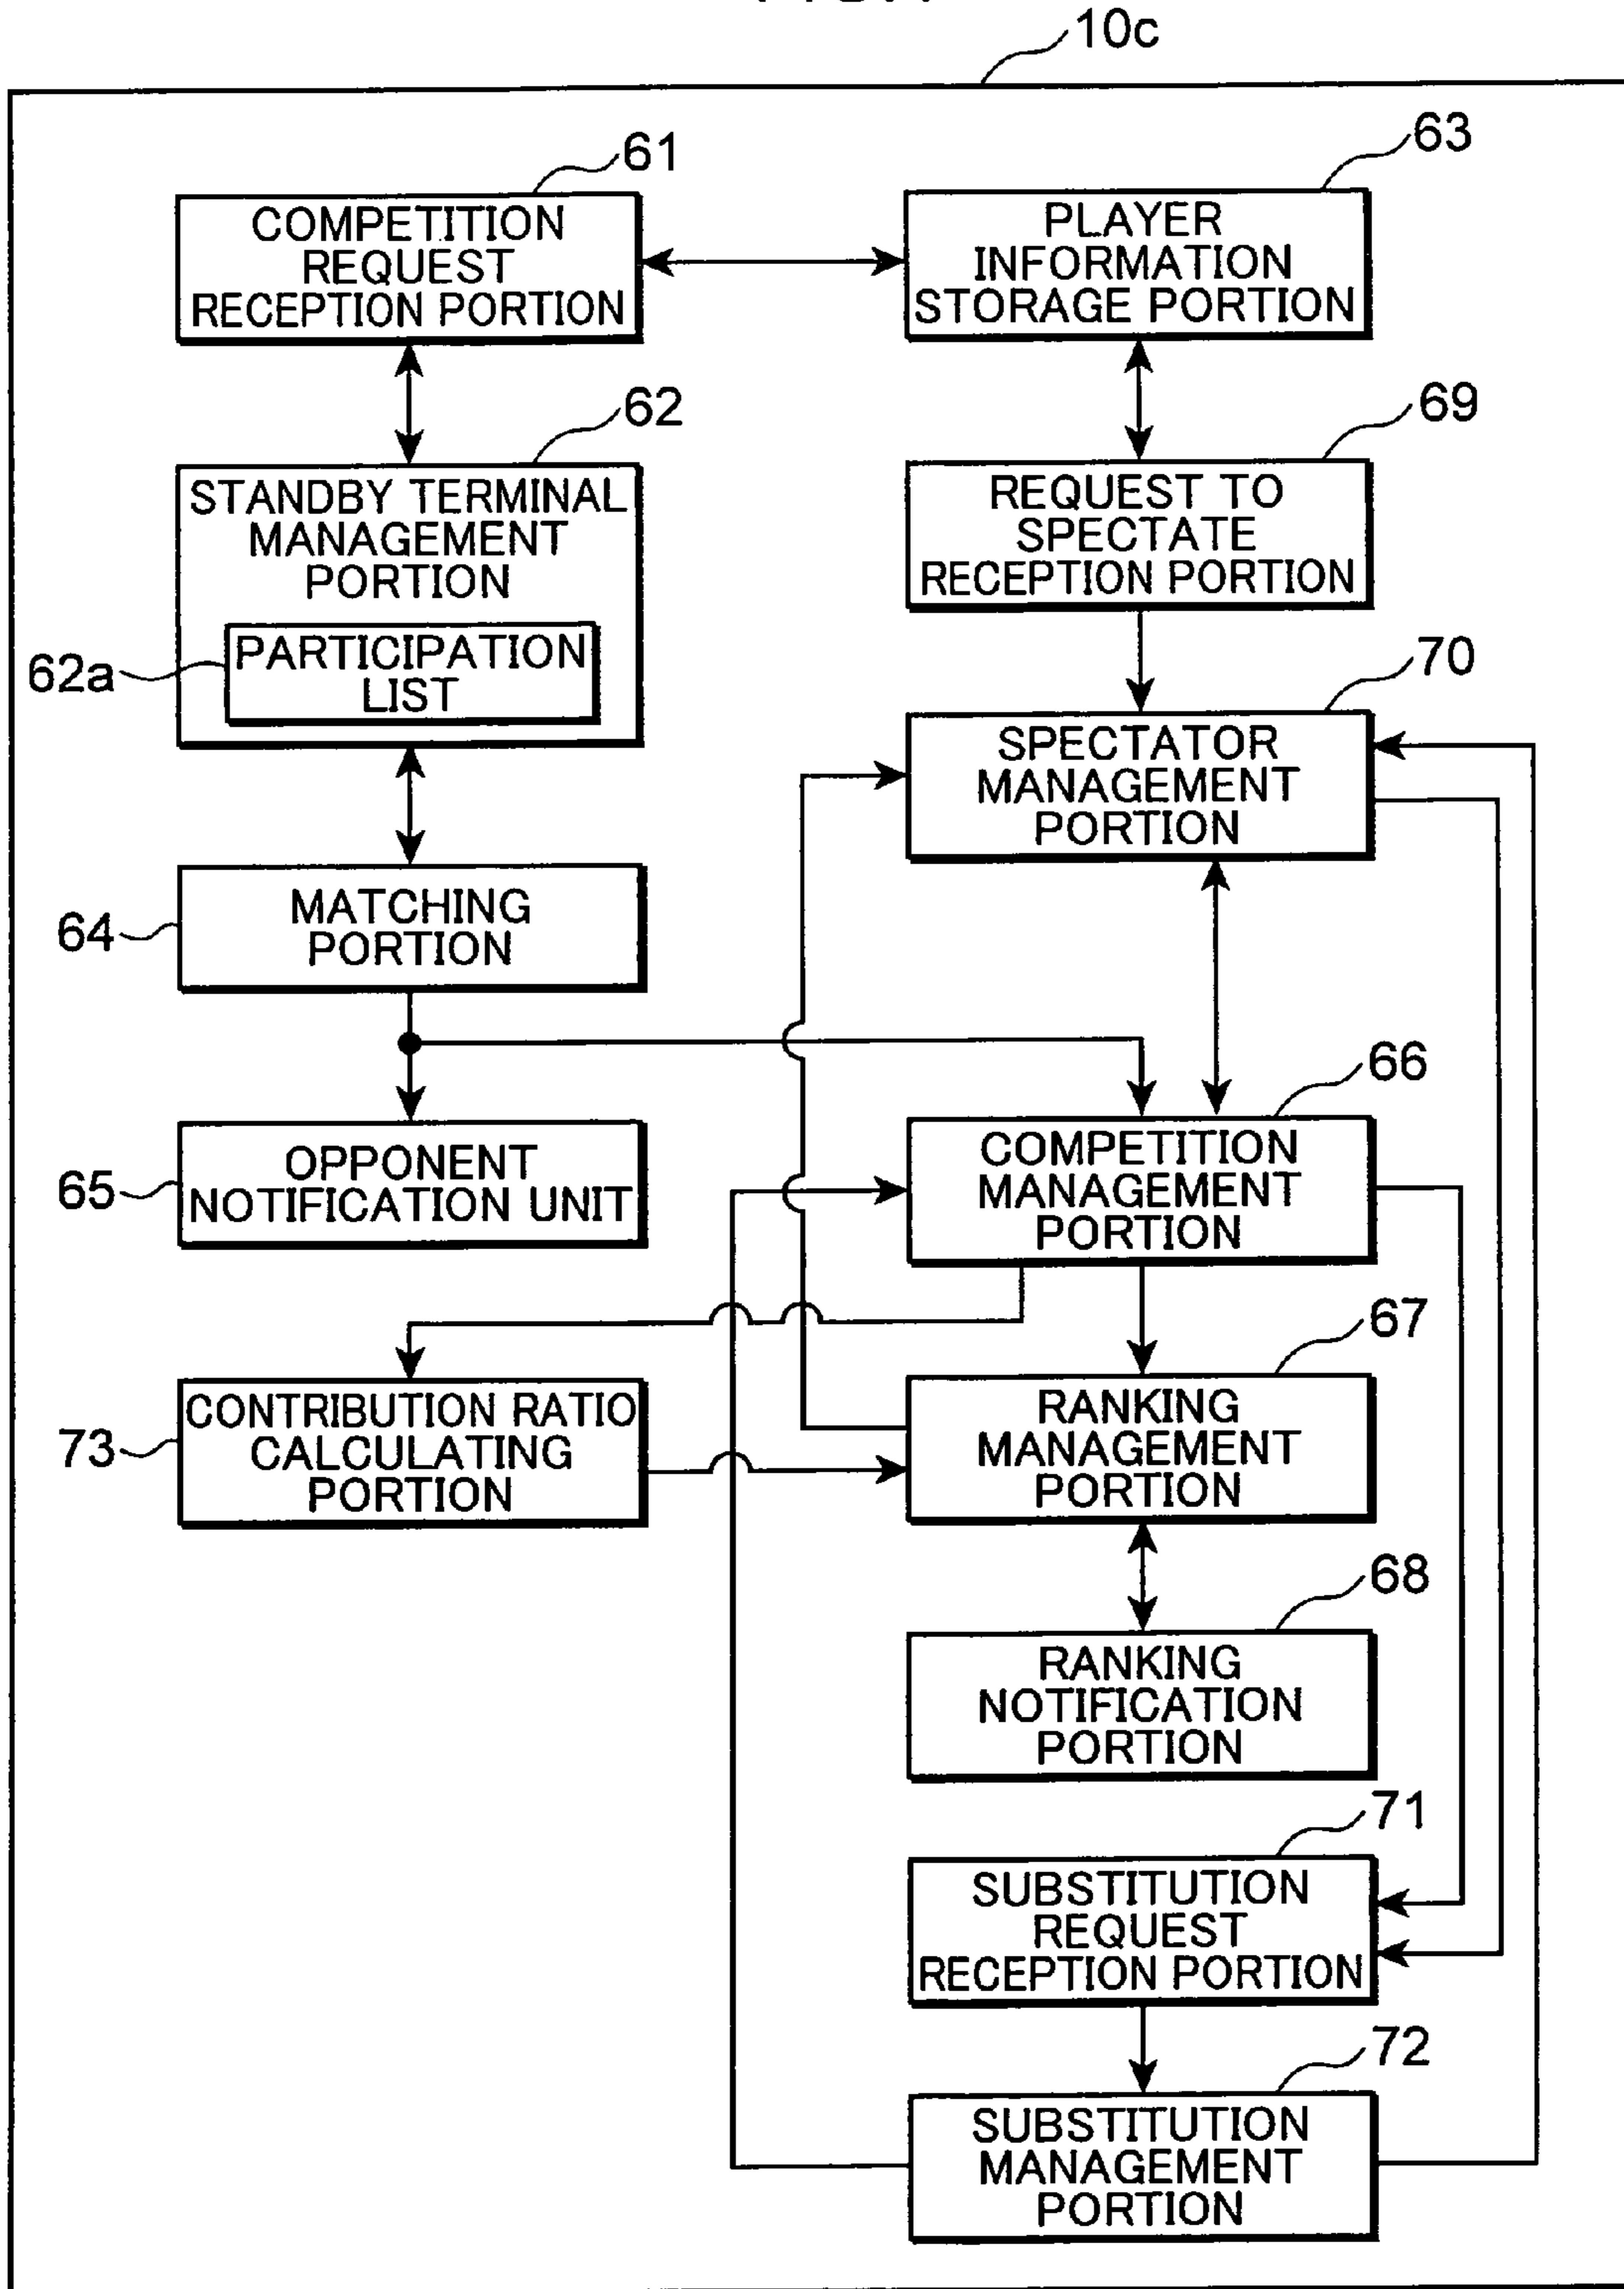 10c
61
COMPETITION
REQUEST
RECEPTION PORTION
63
PLAYER
INFORMATION
STORAGE PORTION
62
STANDBY TERMINAL
MANAGEMENT
PORTION
62a
PARTICIPATION
LIST
69
REQUEST TO
SPECTATE
RECEPTION PORTION
70
SPECTATOR
MANAGEMENT
PORTION
64
MATCHING
PORTION
65
OPPONENT
NOTIFICATION UNIT
66
COMPETITION
MANAGEMENT
PORTION
73
CONTRIBUTION RATIO
CALCULATING
PORTION
67
RANKING
MANAGEMENT
PORTION
68
RANKING
NOTIFICATION
PORTION
71
SUBSTITUTION
REQUEST
RECEPTION PORTION
72
SUBSTITUTION
MANAGEMENT
PORTION